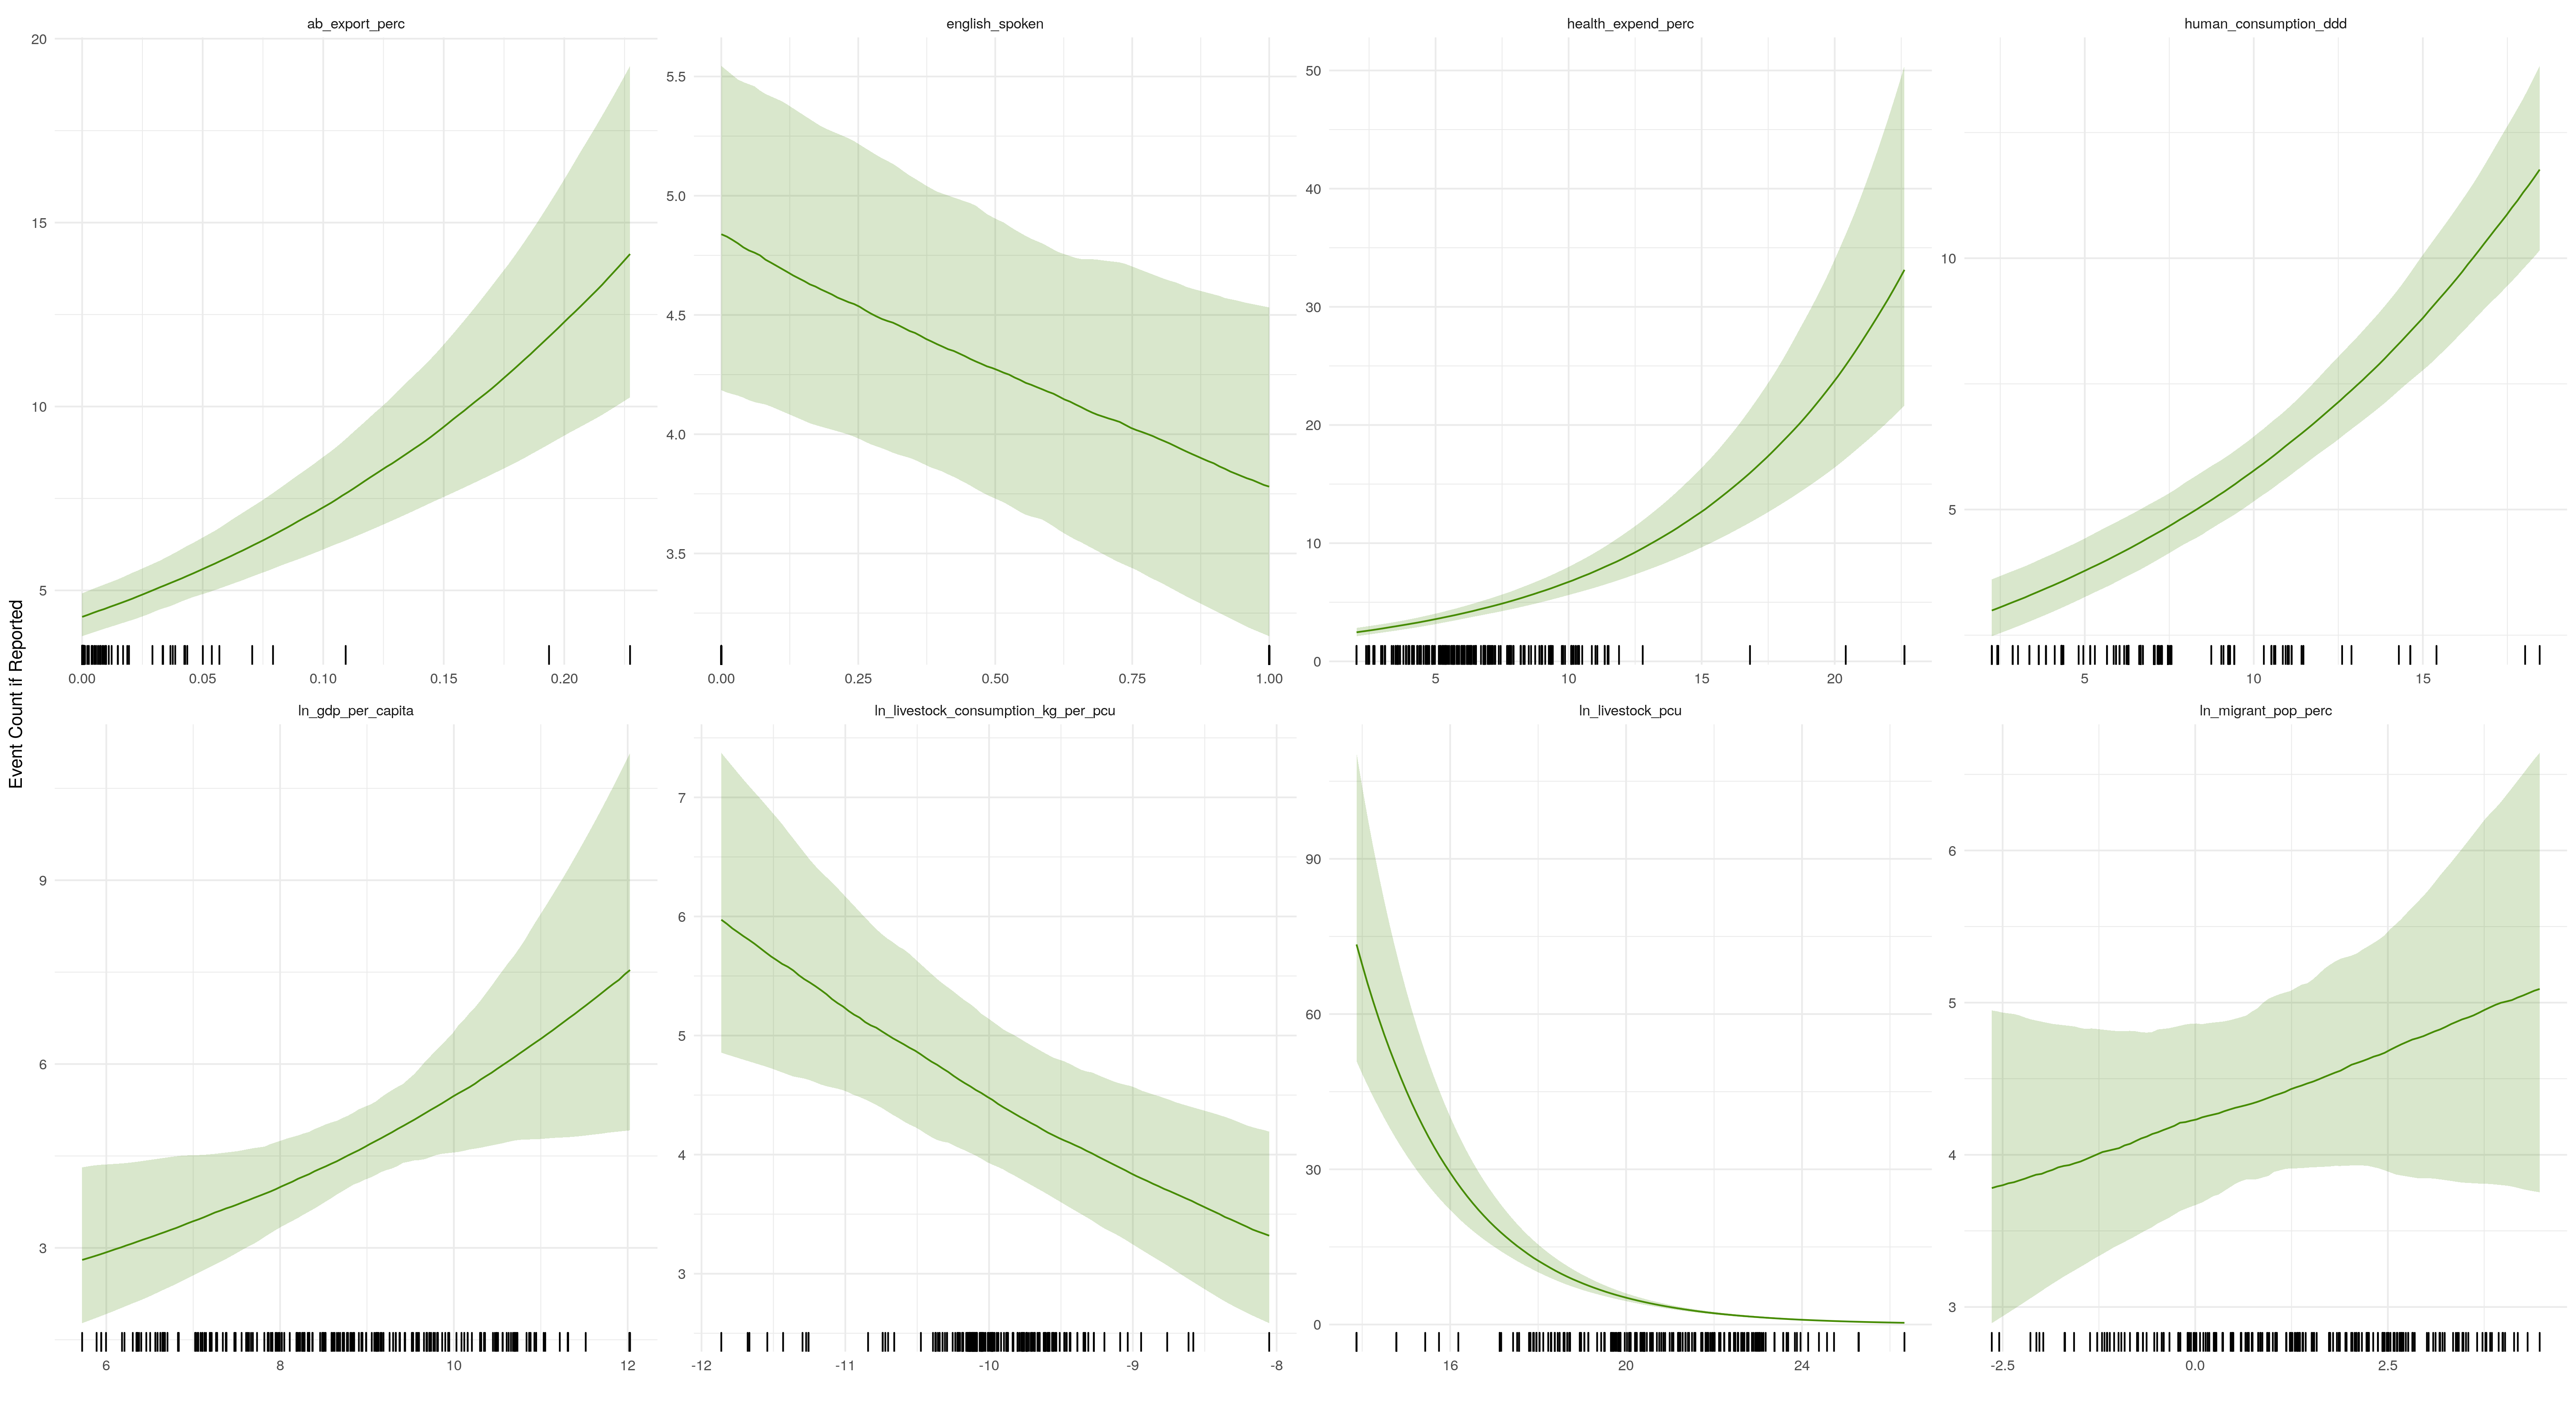 ab_export_perc
english_spoken
health_expend_perc
human_consumption_ddd
20
15
10
5
5.5
5.0
4.5
4.0
3.5
50
40
30
20
10
0
10
5
0.00 0.05 0.10 0.15 0.20
0.00 0.25 0.50 0.75 1.00
5 10 15 20
5 10 15
Event Count if Reported
ln_gdp_per_capita
ln_livestock_consumption_kg_per_pcu
ln_livestock_pcu
ln_migrant_pop_perc
9
6
3
7
6
5
4
3
90
60
30
0
6
5
4
3
6 8 10 12
-12 -11 -10 -9 -8
16 20 24
-2.5 0.0 2.5